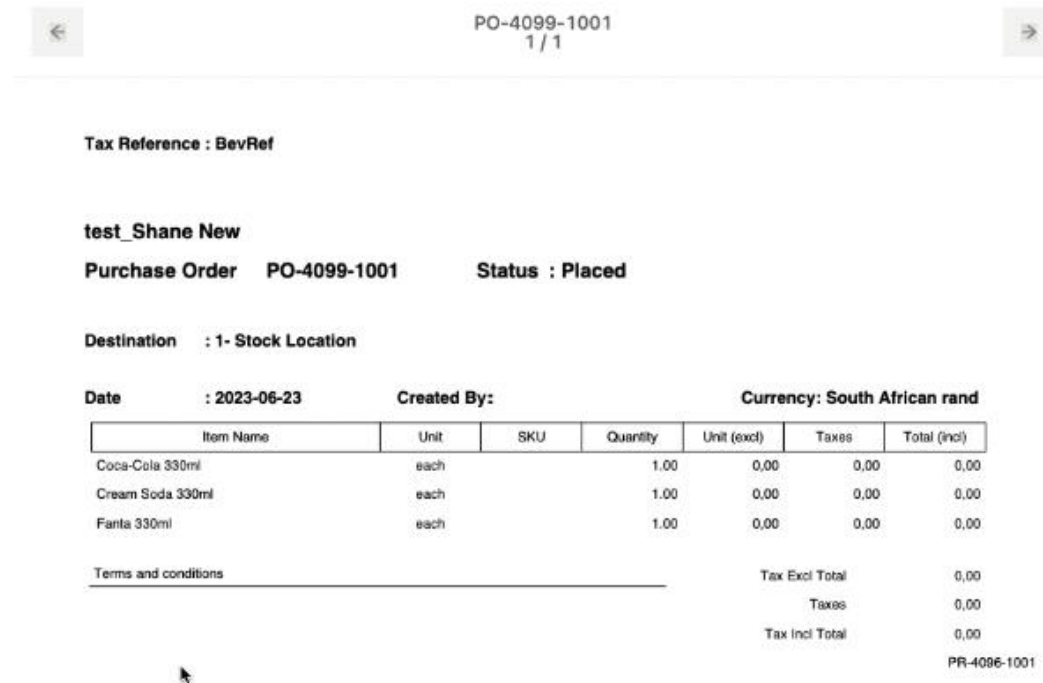 PO-4099-1001
1 / 1
Tax Reference : BevRef
test_Shane New
Purchase Order PO-4099-1001 Status : Placed
Destination : 1- Stock Location
Date : 2023-06-23 Created By: Currency: South African rand
Item Name Unit SKU Quantity Unit (excl) Taxes Total (incl)
Coca-Cola 330ml each 1.00 0,00 0,00 0,00
Cream Soda 330ml each 1.00 0,00 0,00 0,00
Fanta 330ml each 1.00 0,00 0,00 0,00
Terms and conditions Tax Excl Total 0,00
Taxes 0,00
Tax Incl Total 0,00
PR-4096-1001